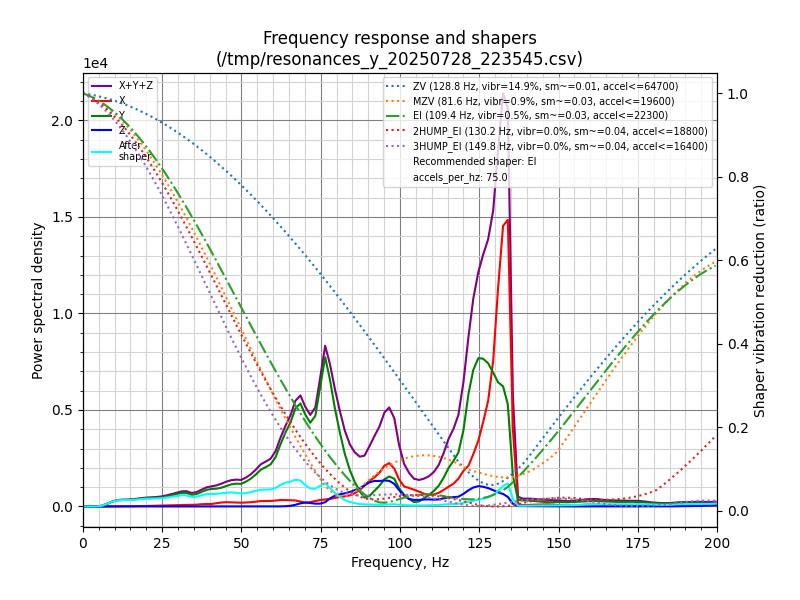 Frequency response and shapers
(/tmp/resonances_y_20250728_223545.csv)
1e4
X+Y+Z
X
Y
Z
After
shaper
ZV (128.8 Hz, vibr=14.9%, sm~=0.01, accel<=64700)
MZV (81.6 Hz, vibr=0.9%, sm~=0.03, accel<=19600)
EI (109.4 Hz, vibr=0.5%, sm~=0.03, accel<=22300)
2HUMP_EI (130.2 Hz, vibr=0.0%, sm~=0.04, accel<=18800)
3HUMP_EI (149.8 Hz, vibr=0.0%, sm~=0.04, accel<=16400)
Recommended shaper: EI
accels_per_hz: 75.0
Power spectral density
2.0
1.5
1.0
0.5
0.0
1.0
0.8
0.6
0.4
0.2
0.0
Shaper vibration reduction (ratio)
0 25 50 75 100 125 150 175 200
Frequency, Hz